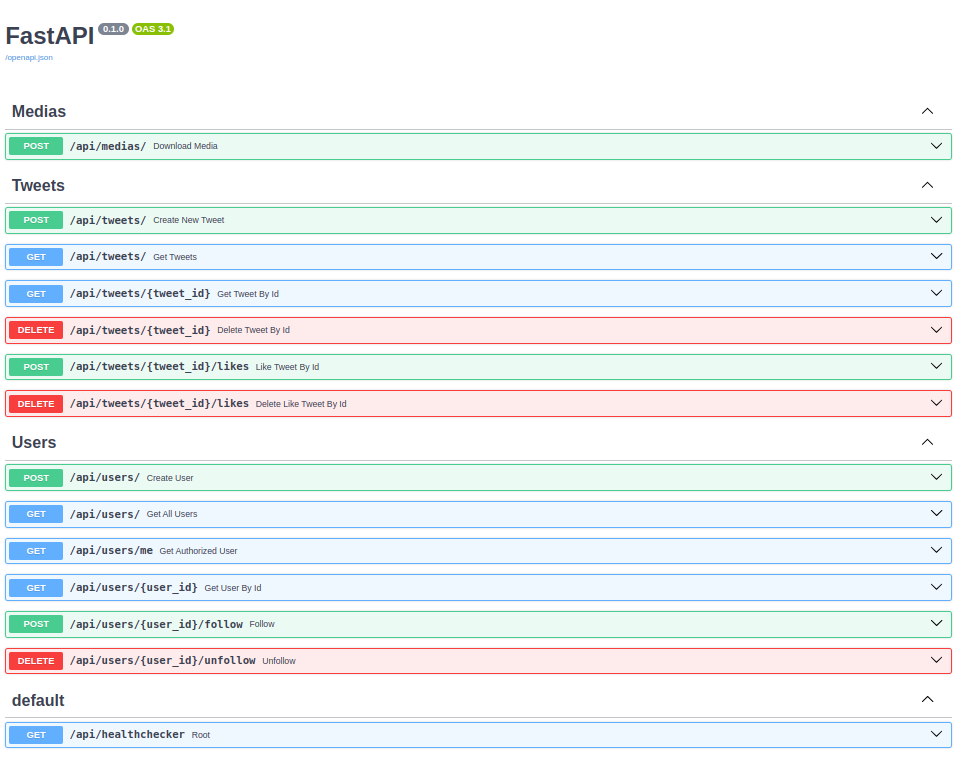 FastAPI 0.1.0 OAS 3.1
/openapi.json
Medias
POST /api/medias/ Download Media
Tweets
POST /api/tweets/ Create New Tweet
GET /api/tweets/ Get Tweets
GET /api/tweets/{tweet_id} Get Tweet By Id
DELETE /api/tweets/{tweet_id} Delete Tweet By Id
POST /api/tweets/{tweet_id}/likes Like Tweet By Id
DELETE /api/tweets/{tweet_id}/likes Delete Like Tweet By Id
Users
POST /api/users/ Create User
GET /api/users/ Get All Users
GET /api/users/me Get Authorized User
GET /api/users/{user_id} Get User By Id
POST /api/users/{user_id}/follow Follow
DELETE /api/users/{user_id}/unfollow Unfollow
default
GET /api/healthchecker Root